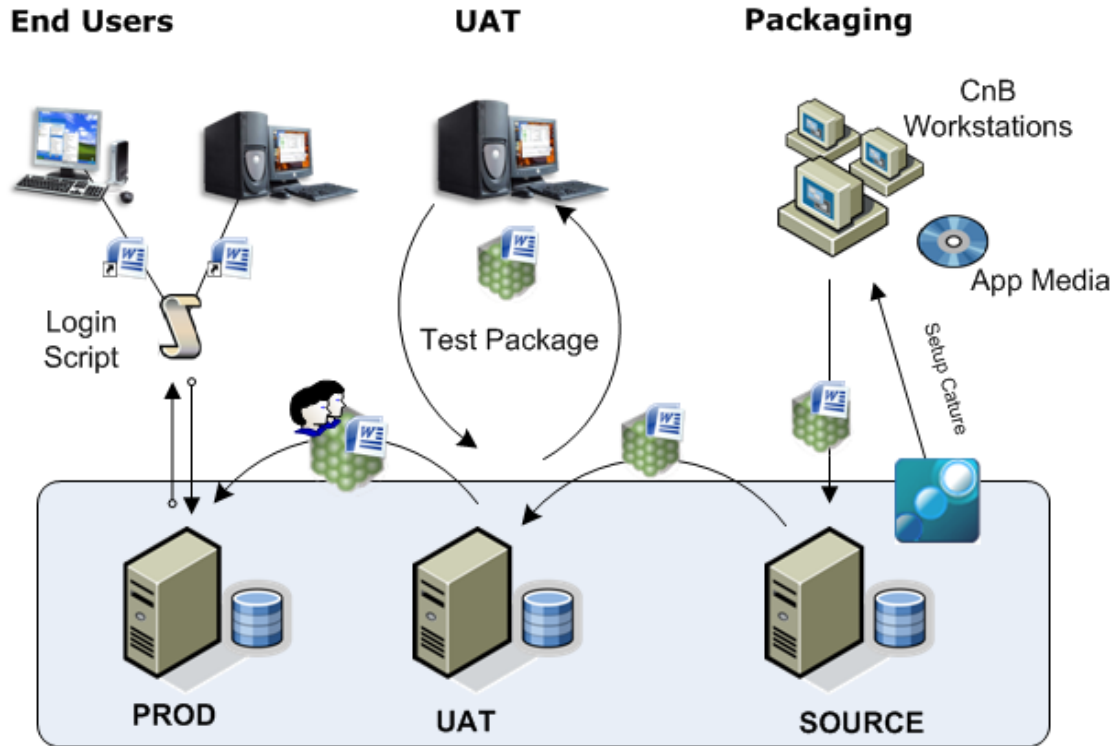 End Users
UAT
Packaging
CnB
Workstations
App Media
Login
Script
Test Package
Setup Cature
W
W
W
W
W
W
PROD
UAT
SOURCE